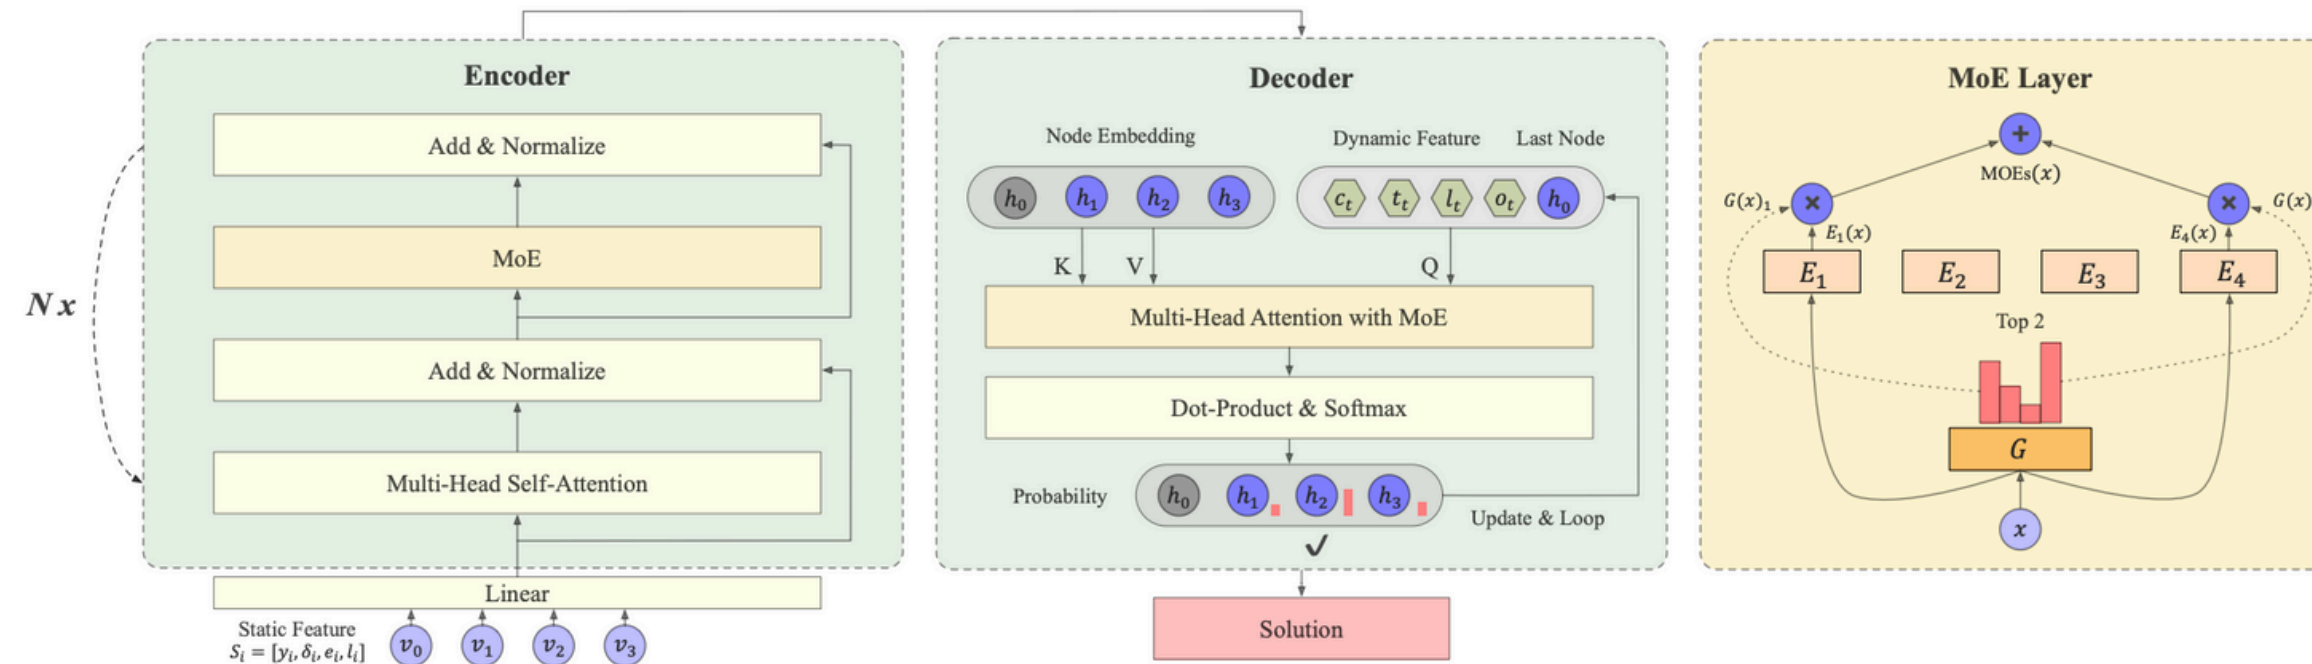 Encoder
Add & Normalize
MoE
Add & Normalize
Multi-Head Self-Attention
N x
Linear
Static Feature
S_i = [y_i, δ_i, e_i, l_i]
v_0 v_1 v_2 v_3
Decoder
Node Embedding
Dynamic Feature Last Node
h_0 h_1 h_2 h_3
c_t t_t l_t o_t h_0
K V Q
Multi-Head Attention with MoE
Dot-Product & Softmax
Probability h_0 h_1 h_2 h_3
Update & Loop
✓
Solution
MoE Layer
+
MOEs(x)
G(x)_1 × × G(x)
E_1(x) E_4(x)
E_1 E_2 E_3 E_4
Top 2
G
x